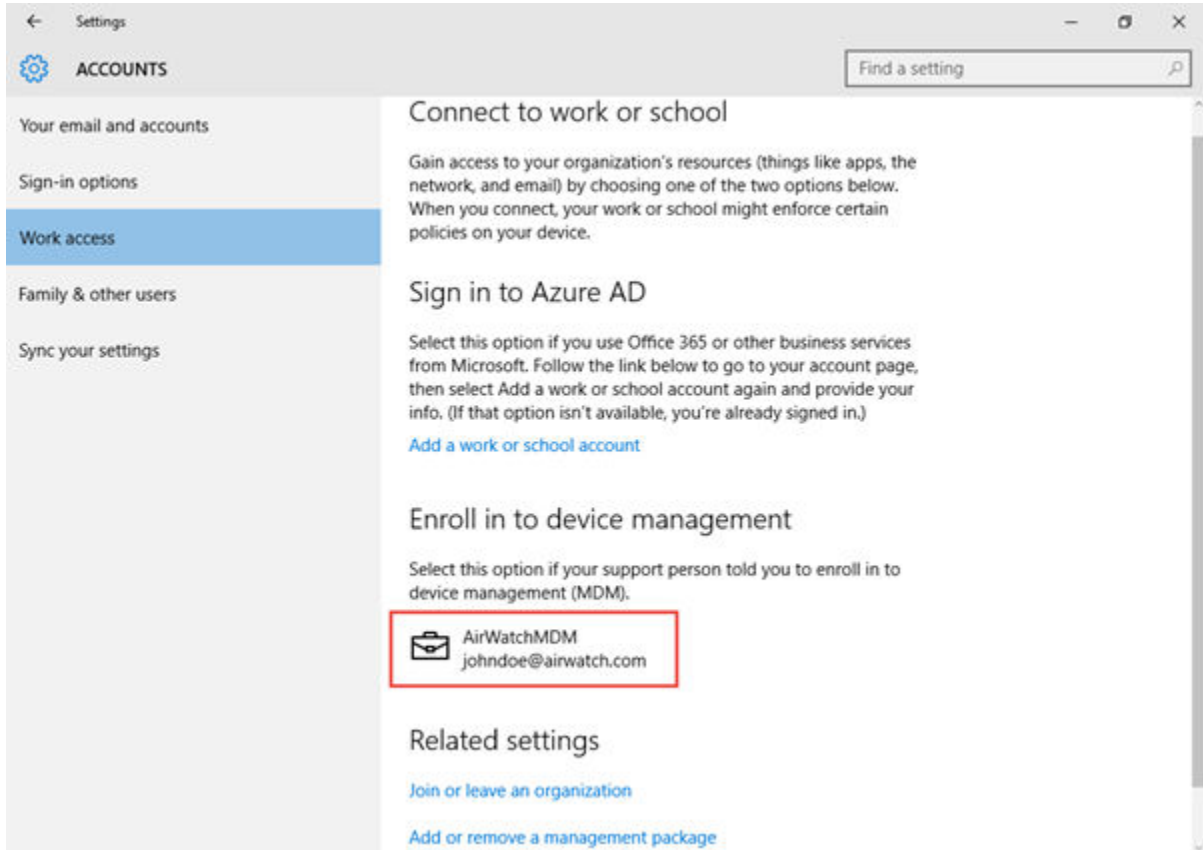 Settings
ACCOUNTS
Find a setting
Your email and accounts
Sign-in options
Work access
Family & other users
Sync your settings
Connect to work or school
Gain access to your organization's resources (things like apps, the
network, and email) by choosing one of the two options below.
When you connect, your work or school might enforce certain
policies on your device.
Sign in to Azure AD
Select this option if you use Office 365 or other business services
from Microsoft. Follow the link below to go to your account page,
then select Add a work or school account again and provide your
info. (If that option isn't available, you're already signed in.)
Add a work or school account
Enroll in to device management
Select this option if your support person told you to enroll in to
device management (MDM).
AirWatchMDM
johndoe@airwatch.com
Related settings
Join or leave an organization
Add or remove a management package